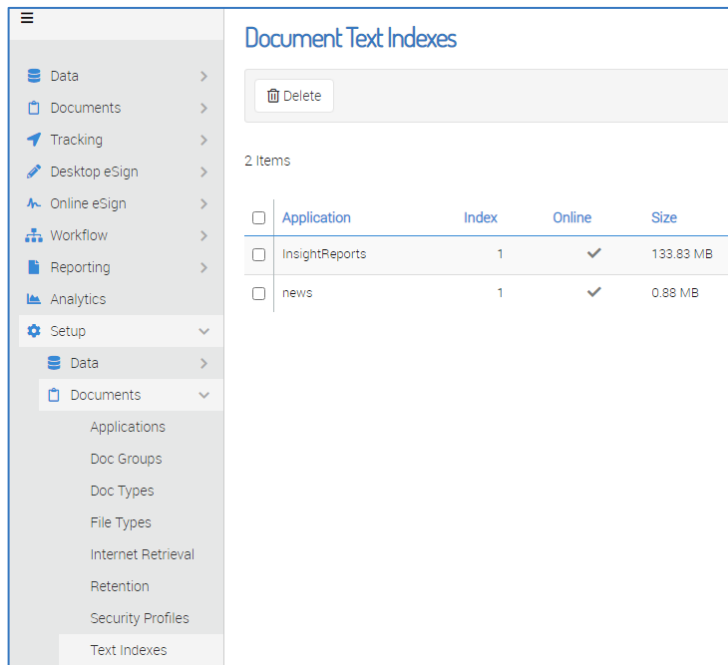 Document Text Indexes
Data
Documents
Tracking
Desktop eSign
Online eSign
Workflow
Reporting
Analytics
Setup
Data
Documents
Applications
Doc Groups
Doc Types
File Types
Internet Retrieval
Retention
Security Profiles
Text Indexes
Delete
2 Items
Application Index Online Size
InsightReports 1 ✓ 133.83 MB
news 1 ✓ 0.88 MB